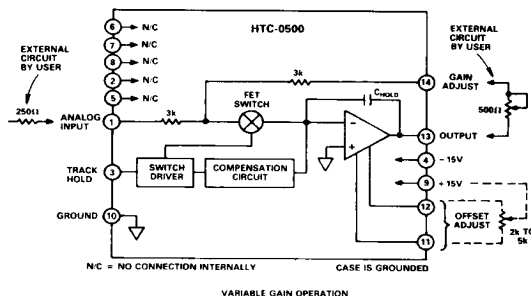 HTC-0500
EXTERNAL
CIRCUIT
BY USER
250Ω
6 N/C
7 N/C
8 N/C
2 N/C
5 N/C
ANALOG
INPUT
1
3k
FET
SWITCH
3k
C HOLD
−
+
14
GAIN
ADJUST
EXTERNAL
CIRCUIT
BY USER
500Ω
13
OUTPUT
4
−15V
9
+15V
12
OFFSET
ADJUST
11
2k TO
5k
TRACK
HOLD
3
SWITCH
DRIVER
COMPENSATION
CIRCUIT
GROUND
10
N/C = NO CONNECTION INTERNALLY
CASE IS GROUNDED
VARIABLE GAIN OPERATION